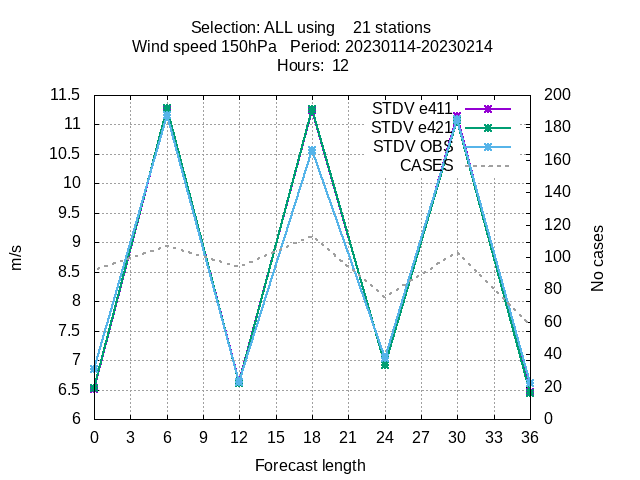 Selection: ALL using    21 stations
Wind speed 150hPa   Period: 20230114-20230214
Hours:  12
STDV e411
STDV e421
STDV OBS
CASES
11.5
11
10.5
10
9.5
9
8.5
8
7.5
7
6.5
6
200
180
160
140
120
100
80
60
40
20
0
m/s
No cases
0 3 6 9 12 15 18 21 24 27 30 33 36
Forecast length